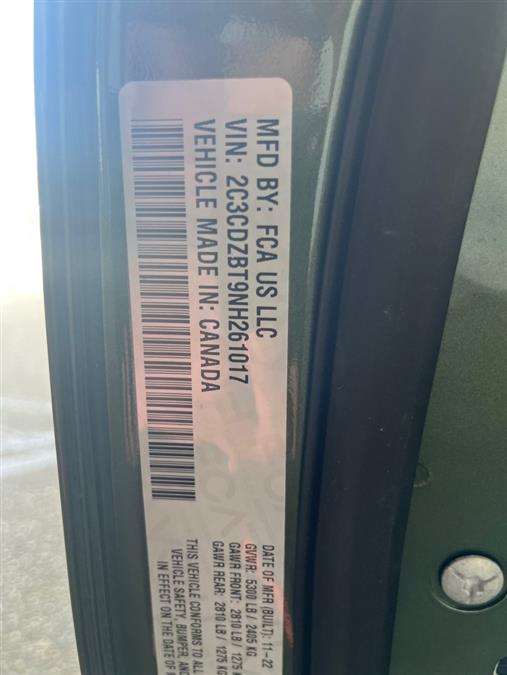 MFD BY: FCA US LLC
VIN: 2C3CDZBT9NH261017
VEHICLE MADE IN: CANADA
DATE OF MFR (BUILT): 11-22
GVWR: 5300 LB / 2405 KG
GAWR FRONT: 2810 LB / 1275
GAWR REAR: 2810 LB / 1275 KG
THIS VEHICLE CONFORMS TO ALL
VEHICLE SAFETY, BUMPER, AND
IN EFFECT ON THE DATE OF